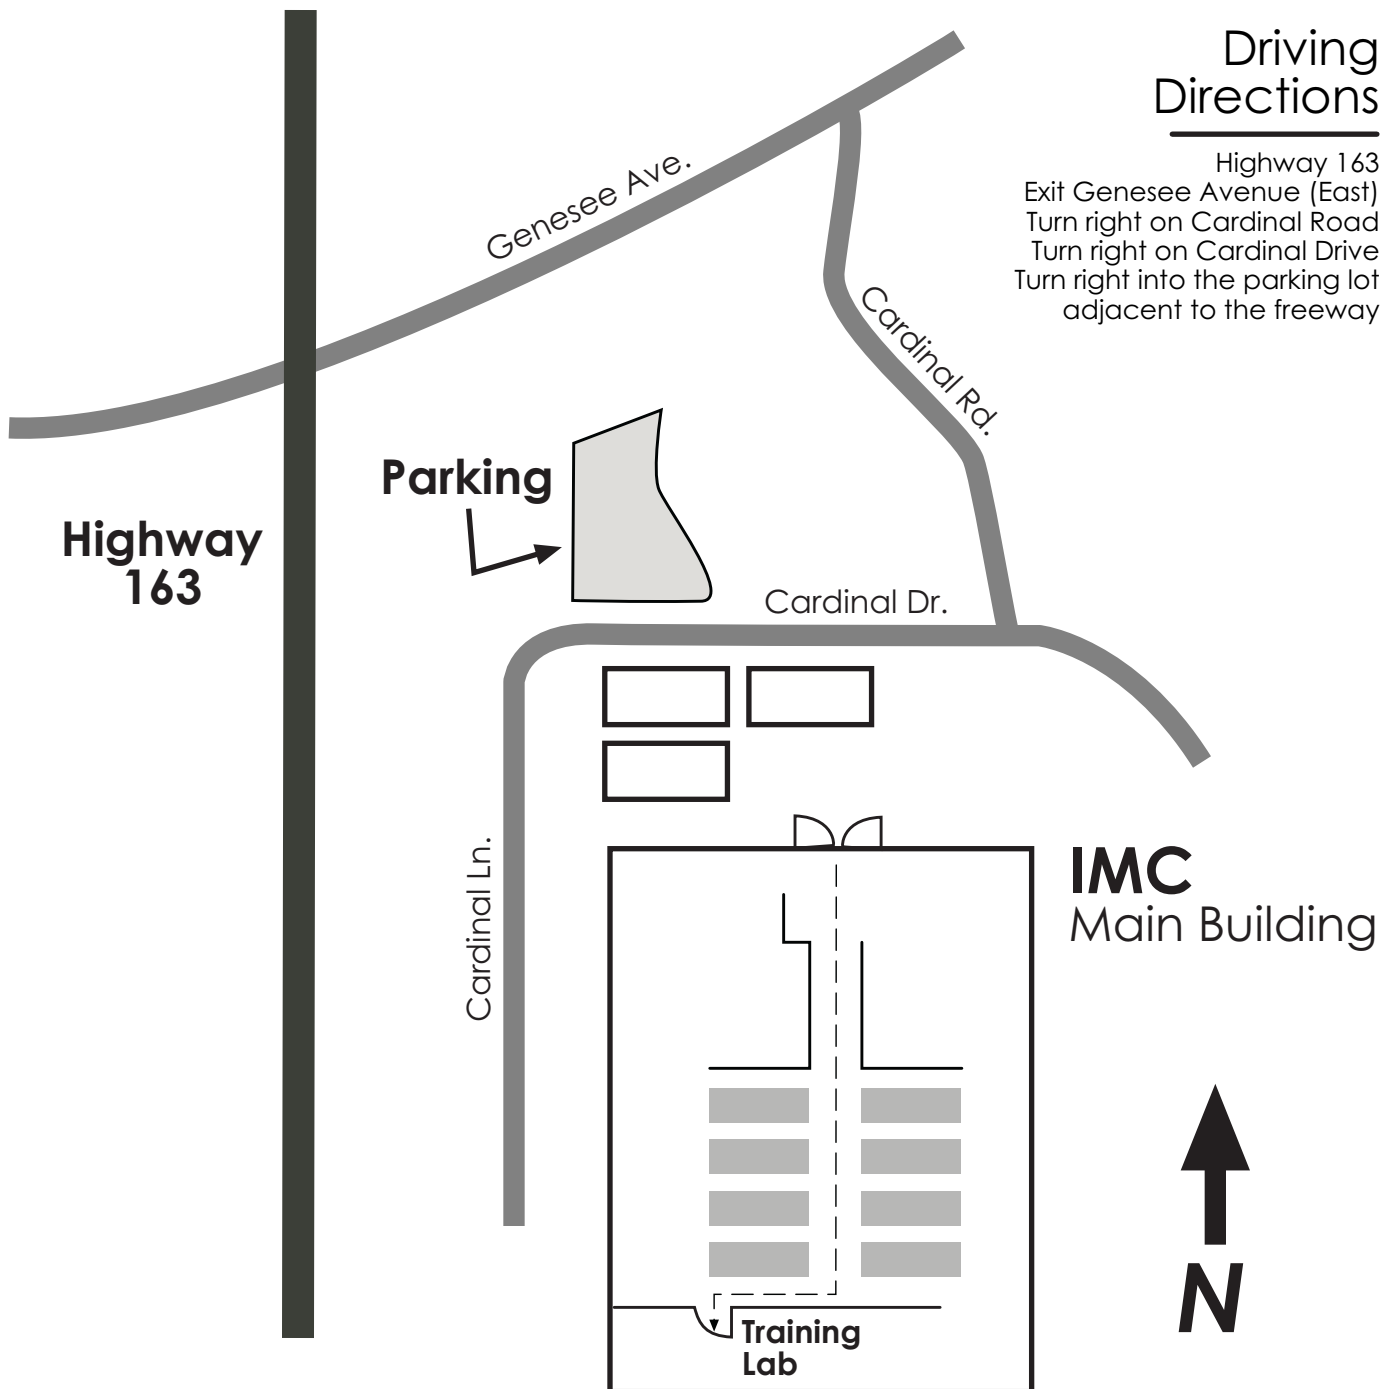 Driving
Directions
Highway 163
Exit Genesee Avenue (East)
Turn right on Cardinal Road
Turn right on Cardinal Drive
Turn right into the parking lot
adjacent to the freeway
Genesee Ave.
Cardinal Rd.
Parking
Highway
163
Cardinal Dr.
Cardinal Ln.
IMC
Main Building
Training
Lab
N